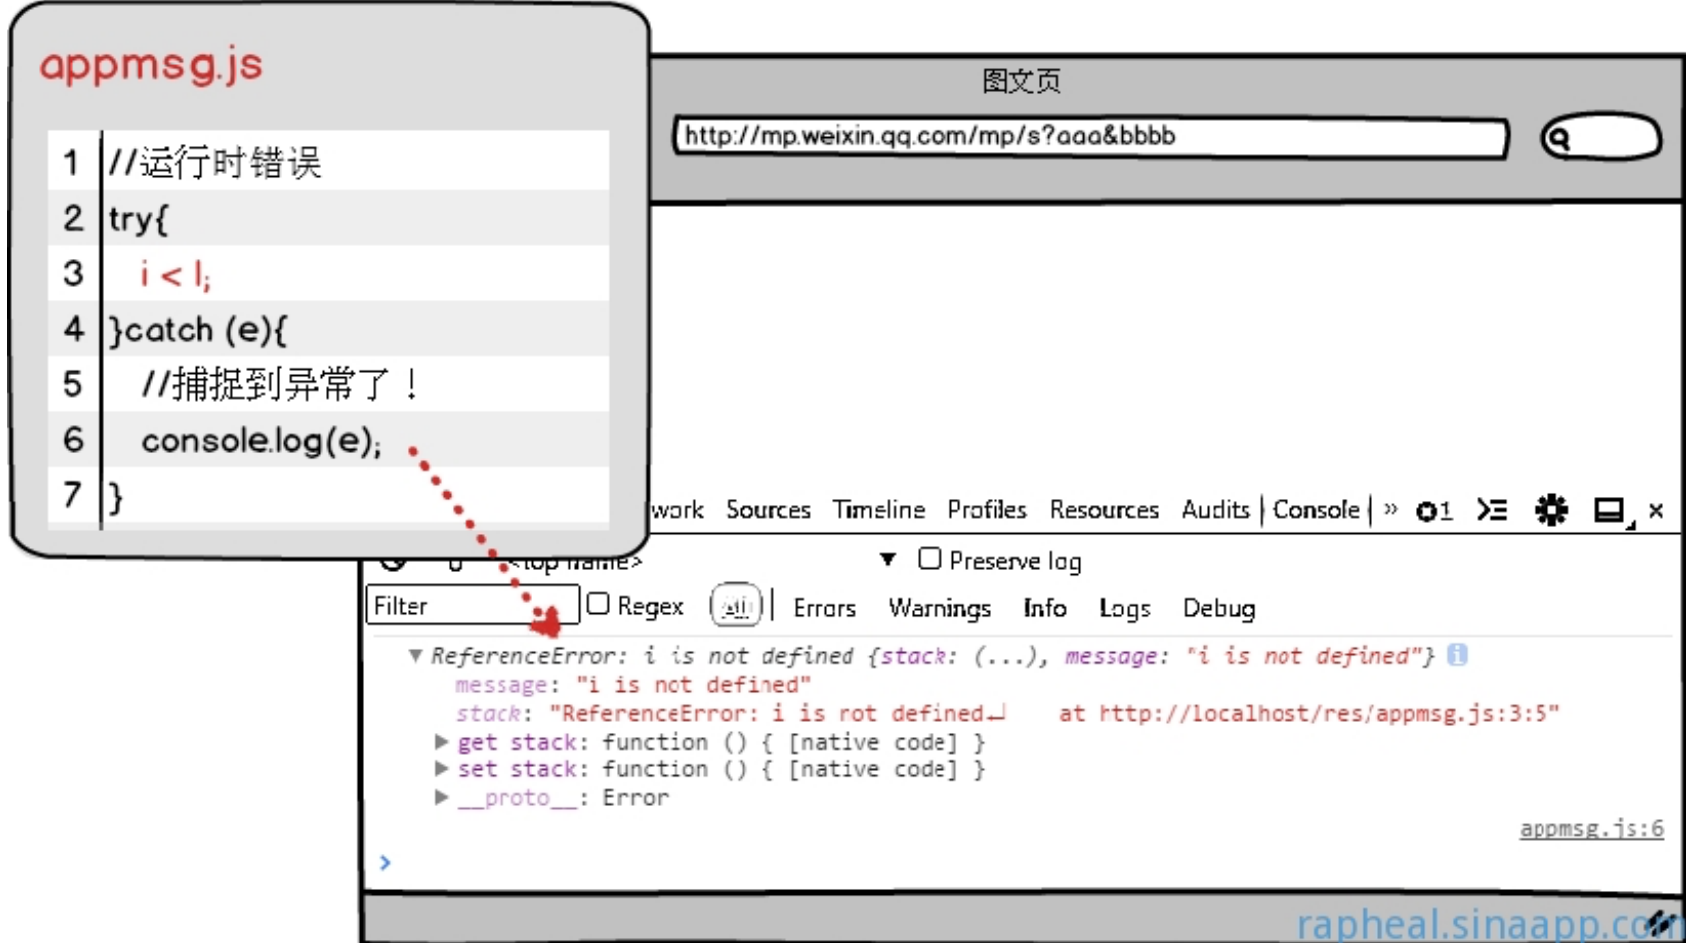 appmsg.js
1 //运行时错误
2 try{
3 i < l;
4 }catch (e){
5 //捕捉到异常了！
6 console.log(e);
7 }
图文页
http://mp.weixin.qq.com/mp/s?aaa&bbbb
work Sources Timeline Profiles Resources Audits Console » 1 ×
<top frame> ▼ Preserve log
Filter Regex All Errors Warnings Info Logs Debug
▼ ReferenceError: i is not defined {stack: (...), message: "i is not defined"} i
message: "i is not defined"
stack: "ReferenceError: i is not defined↵ at http://localhost/res/appmsg.js:3:5"
▶ get stack: function () { [native code] }
▶ set stack: function () { [native code] }
▶ __proto__: Error
appmsg.js:6
>
rapheal.sinaapp.com